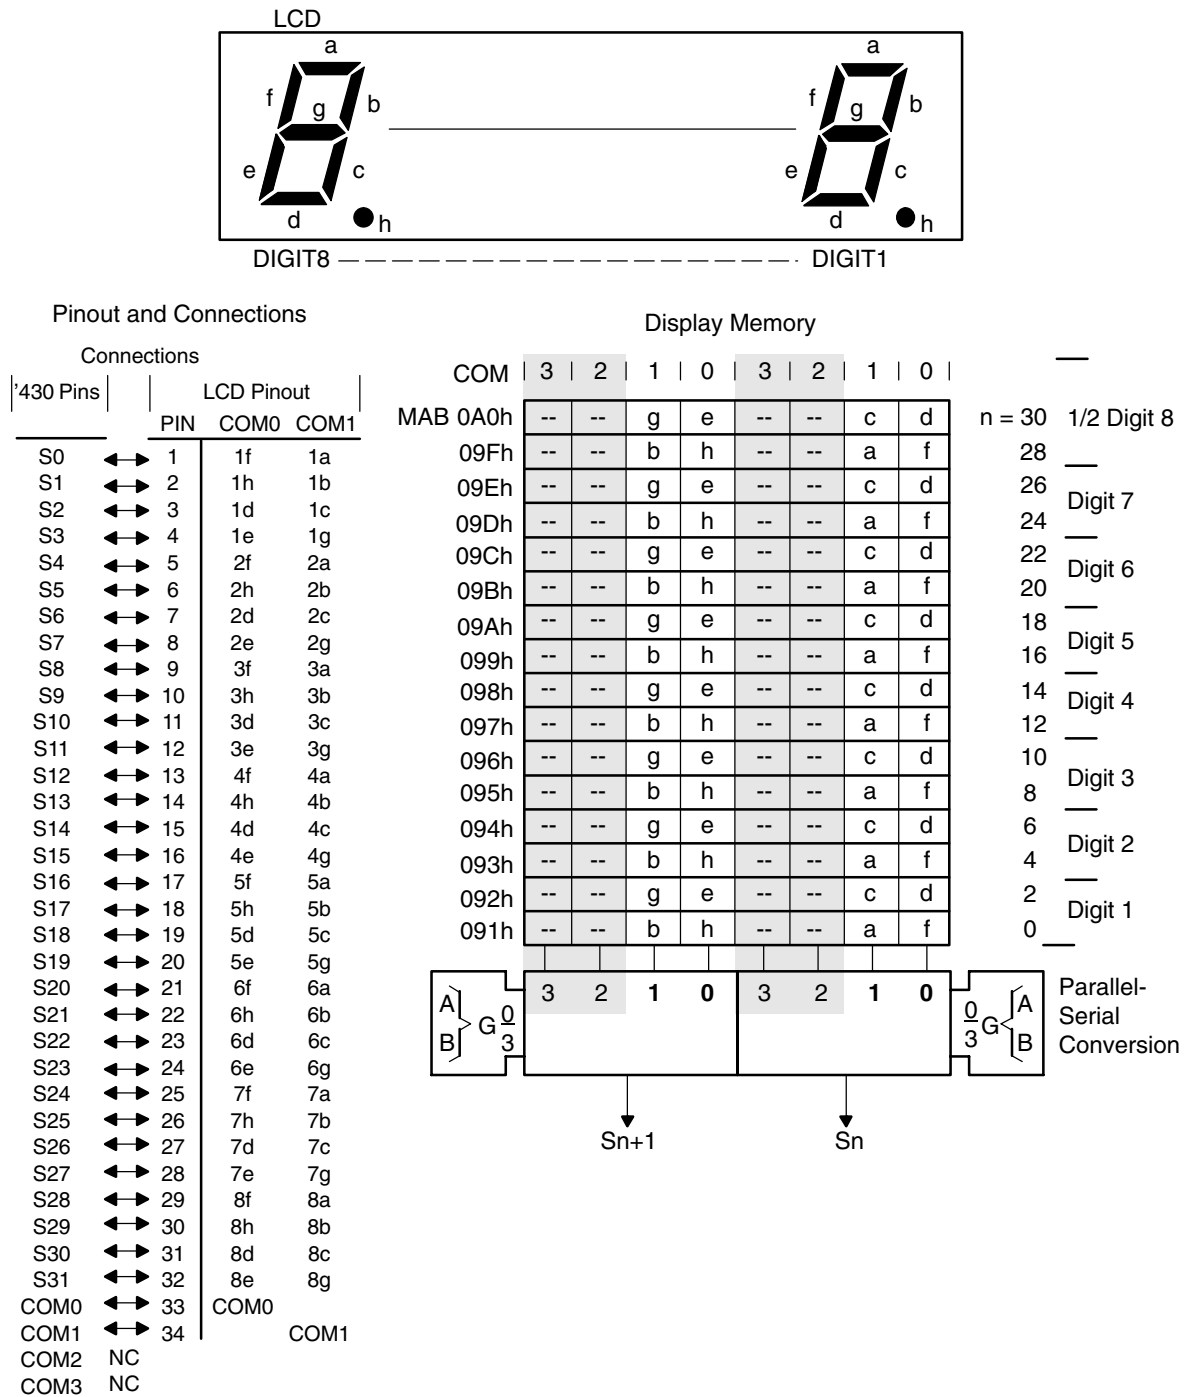 LCD
a a
f g b f g b
e c e c
d h d h
DIGIT8 DIGIT1
Pinout and Connections
Connections
'430 Pins LCD Pinout
PIN COM0 COM1
S0 1 1f 1a
S1 2 1h 1b
S2 3 1d 1c
S3 4 1e 1g
S4 5 2f 2a
S5 6 2h 2b
S6 7 2d 2c
S7 8 2e 2g
S8 9 3f 3a
S9 10 3h 3b
S10 11 3d 3c
S11 12 3e 3g
S12 13 4f 4a
S13 14 4h 4b
S14 15 4d 4c
S15 16 4e 4g
S16 17 5f 5a
S17 18 5h 5b
S18 19 5d 5c
S19 20 5e 5g
S20 21 6f 6a
S21 22 6h 6b
S22 23 6d 6c
S23 24 6e 6g
S24 25 7f 7a
S25 26 7h 7b
S26 27 7d 7c
S27 28 7e 7g
S28 29 8f 8a
S29 30 8h 8b
S30 31 8d 8c
S31 32 8e 8g
COM0 33 COM0
COM1 34 COM1
COM2 NC
COM3 NC
Display Memory
COM 3 2 1 0 3 2 1 0
MAB 0A0h -- -- g e -- -- c d n = 30 1/2 Digit 8
09Fh -- -- b h -- -- a f 28
09Eh -- -- g e -- -- c d 26
Digit 7
09Dh -- -- b h -- -- a f 24
09Ch -- -- g e -- -- c d 22
Digit 6
09Bh -- -- b h -- -- a f 20
09Ah -- -- g e -- -- c d 18
Digit 5
099h -- -- b h -- -- a f 16
098h -- -- g e -- -- c d 14
Digit 4
097h -- -- b h -- -- a f 12
096h -- -- g e -- -- c d 10
Digit 3
095h -- -- b h -- -- a f 8
094h -- -- g e -- -- c d 6
Digit 2
093h -- -- b h -- -- a f 4
092h -- -- g e -- -- c d 2
Digit 1
091h -- -- b h -- -- a f 0
A B G 0 3 3 2 1 0 3 2 1 0 0 3 G A B
Parallel-
Serial
Conversion
Sn+1 Sn